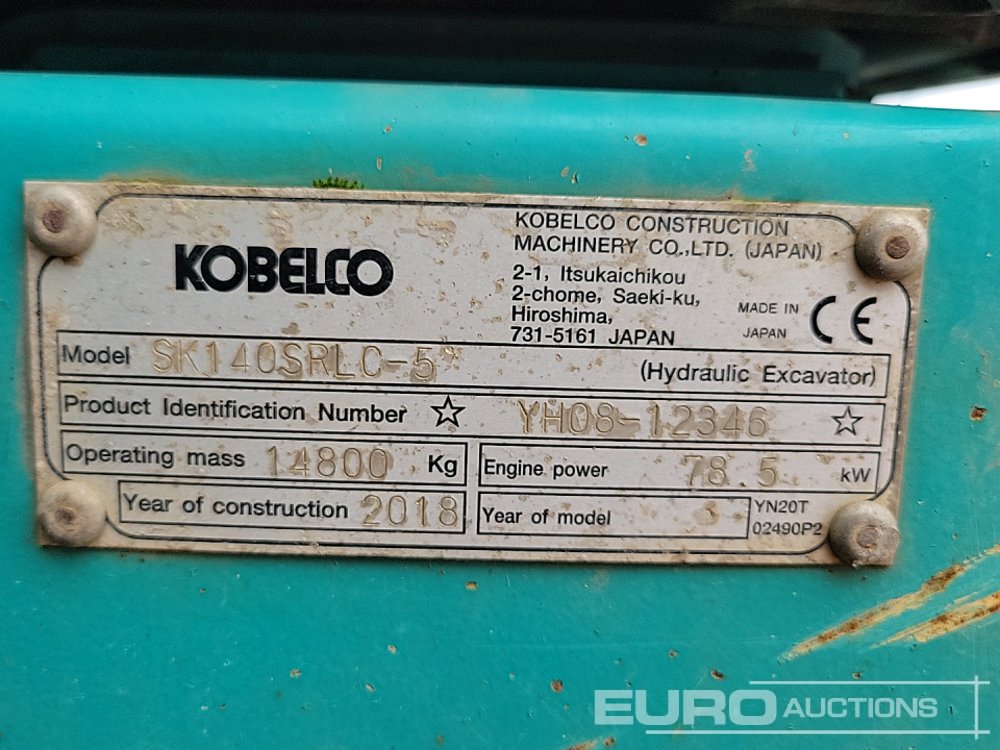 KOBELCO
KOBELCO CONSTRUCTION
MACHINERY CO.,LTD. (JAPAN)
2-1, Itsukaichikou
2-chome, Saeki-ku,
Hiroshima,
731-5161 JAPAN
MADE IN
JAPAN
CE
Model SK140SRLC-5* (Hydraulic Excavator)
Product Identification Number ☆ YH08-12346 ☆
Operating mass 14800 Kg
Engine power 78.5 kW
Year of construction 2018
Year of model
YN20T
02490P2
EURO AUCTIONS